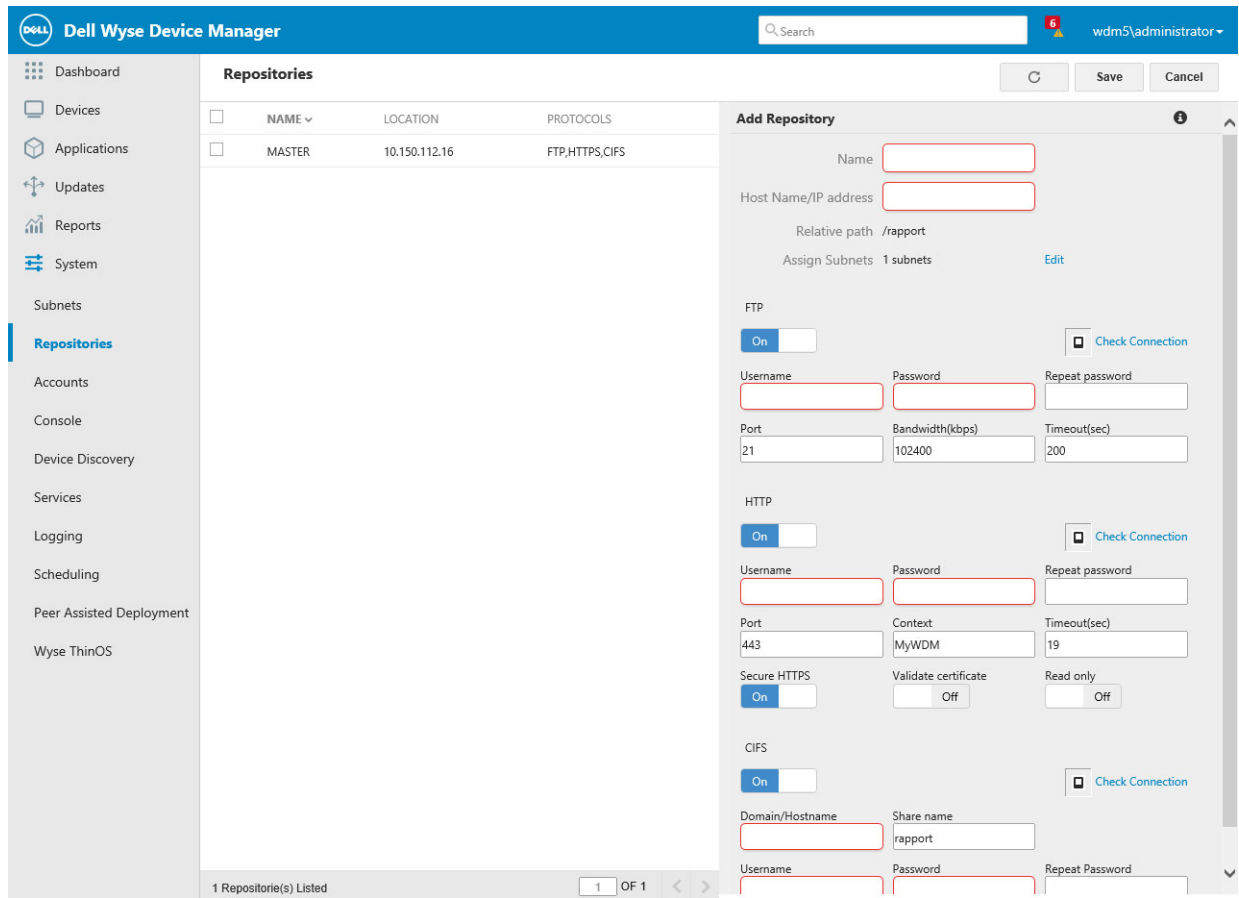 DELL Dell Wyse Device Manager
Search
6
wdm5\administrator
Dashboard
Devices
Applications
Updates
Reports
System
Subnets
Repositories
Accounts
Console
Device Discovery
Services
Logging
Scheduling
Peer Assisted Deployment
Wyse ThinOS
Repositories
Save Cancel
NAME LOCATION PROTOCOLS
MASTER 10.150.112.16 FTP,HTTPS,CIFS
1 Repositorie(s) Listed
1 OF 1
Add Repository
Name
Host Name/IP address
Relative path /rapport
Assign Subnets 1 subnets Edit
FTP
On Check Connection
Username Password Repeat password
Port Bandwidth(kbps) Timeout(sec)
21 102400 200
HTTP
On Check Connection
Username Password Repeat password
Port Context Timeout(sec)
443 MyWDM 19
Secure HTTPS Validate certificate Read only
On Off Off
CIFS
On Check Connection
Domain/Hostname Share name
rapport
Username Password Repeat Password